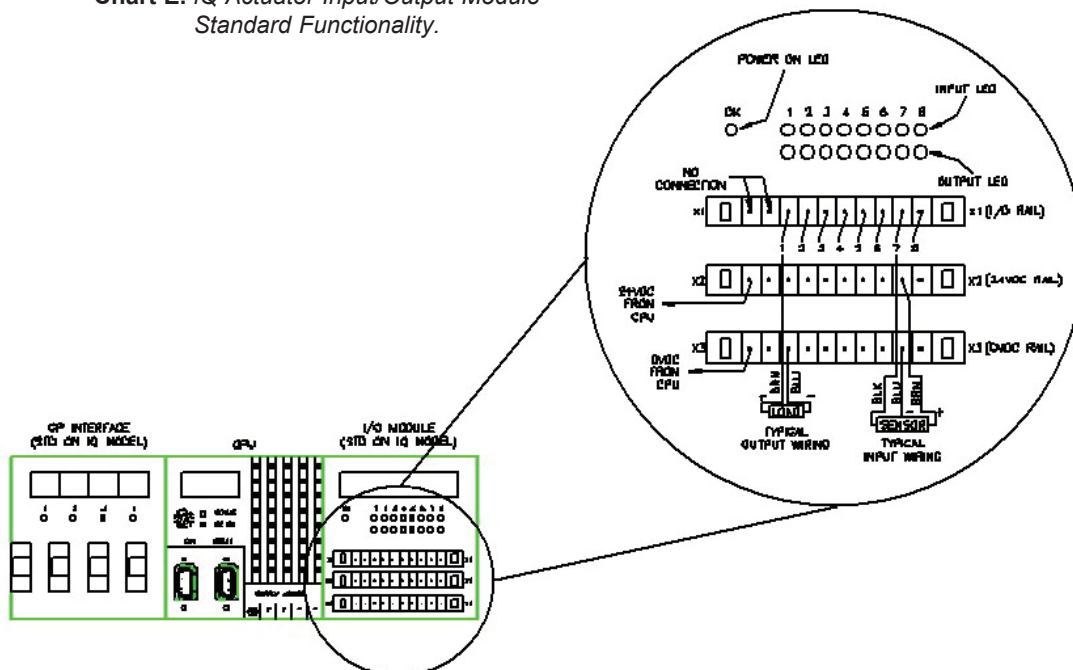 Chart E. IQ Actuator Input/Output Module
Standard Functionality.
POWER ON LED
INPUT LED
OK
1 2 3 4 5 6 7 8
OUTPUT LED
NO
CONNECTION
X1
X1 (I/O RAIL)
1 2 3 4 5 6 7 8
X2
X2 (24VDC RAIL)
24VDC
FROM
CPU
X3
X3 (0VDC RAIL)
0VDC
FROM
CPU
BRN
BLU
BLK
BLU
BRN
- +
LOAD
- +
SENSOR
TYPICAL
OUTPUT WIRING
TYPICAL
INPUT WIRING
GP INTERFACE
(STD ON IQ MODEL)
CPU
I/O MODULE
(STD ON IQ MODEL)